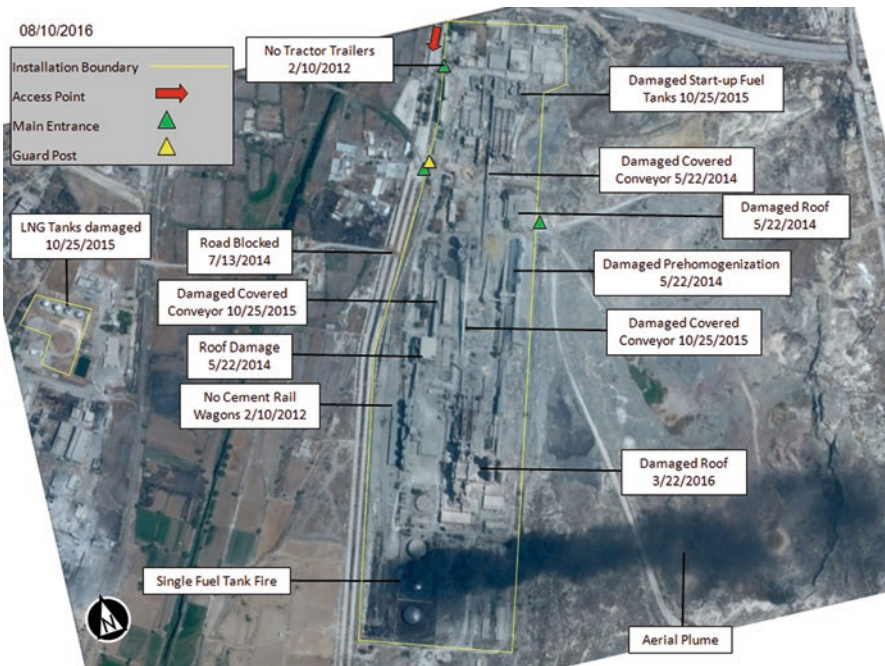 08/10/2016
Installation Boundary
Access Point
Main Entrance
Guard Post
No Tractor Trailers
2/10/2012
Damaged Start-up Fuel
Tanks 10/25/2015
Damaged Covered
Conveyor 5/22/2014
Damaged Roof
5/22/2014
LNG Tanks damaged
10/25/2015
Road Blocked
7/13/2014
Damaged Prehomogenization
5/22/2014
Damaged Covered
Conveyor 10/25/2015
Damaged Covered
Conveyor 10/25/2015
Roof Damage
5/22/2014
No Cement Rail
Wagons 2/10/2012
Damaged Roof
3/22/2016
Single Fuel Tank Fire
Aerial Plume
N